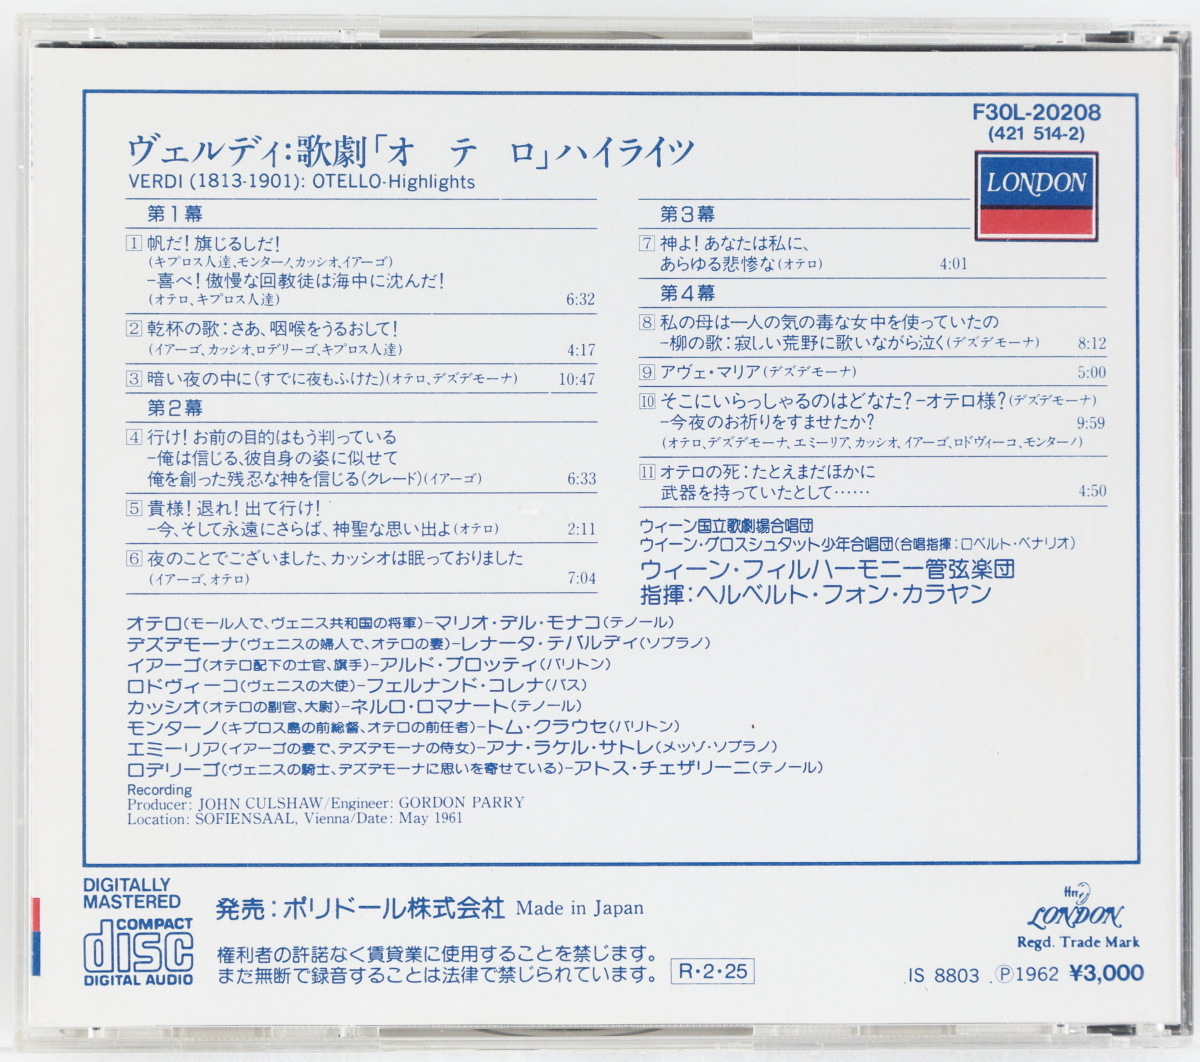 F30L-20208
(421 514-2)
LONDON
ヴェルディ:歌劇「オ テ ロ」ハイライツ
VERDI (1813-1901): OTELLO-Highlights
第1幕
1 帆だ!旗じるしだ!
(キプロス人達、モンターノ、カッシオ、イアーゴ)
-喜べ!傲慢な回教徒は海中に沈んだ!
(オテロ、キプロス人達) 6:32
2 乾杯の歌:さあ、咽喉をうるおして!
(イアーゴ、カッシオ、ロデリーゴ、キプロス人達) 4:17
3 暗い夜の中に(すでに夜もふけた)(オテロ、デズデモーナ) 10:47
第2幕
4 行け!お前の目的はもう判っている
-俺は信じる、彼自身の姿に似せて
俺を創った残忍な神を信じる(クレード)(イアーゴ) 6:33
5 貴様!退れ!出て行け!
-今、そして永遠にさらば、神聖な思い出よ(オテロ) 2:11
6 夜のことでございました、カッシオは眠っておりました
(イアーゴ、オテロ) 7:04
第3幕
7 神よ!あなたは私に、
あらゆる悲惨な(オテロ) 4:01
第4幕
8 私の母は一人の気の毒な女中を使っていたの
-柳の歌:寂しい荒野に歌いながら泣く(デズデモーナ) 8:12
9 アヴェ・マリア(デズデモーナ) 5:00
10 そこにいらっしゃるのはどなた?-オテロ様?(デズデモーナ)
-今夜のお祈りをすませたか? 9:59
(オテロ、デズデモーナ、エミーリア、カッシオ、イアーゴ、ロドヴィーコ、モンターノ)
11 オテロの死:たとえまだほかに
武器を持っていたとして…… 4:50
ウィーン国立歌劇場合唱団
ウイーン・グロスシュタット少年合唱団(合唱指揮:ロベルト・ベナリオ)
ウィーン・フィルハーモニー管弦楽団
指揮:ヘルベルト・フォン・カラヤン
オテロ(モール人で、ヴェニス共和国の将軍)-マリオ・デル・モナコ(テノール)
デズデモーナ(ヴェニスの婦人で、オテロの妻)-レナータ・テバルディ(ソプラノ)
イアーゴ(オテロ配下の士官、旗手)-アルド・プロッティ(バリトン)
ロドヴィーコ(ヴェニスの大使)-フェルナンド・コレナ(バス)
カッシオ(オテロの副官、大尉)-ネルロ・ロマナート(テノール)
モンターノ(キプロス島の前総督、オテロの前任者)-トム・クラウセ(バリトン)
エミーリア(イアーゴの妻で、デズデモーナの侍女)-アナ・ラケル・サトレ(メッゾ・ソプラノ)
ロデリーゴ(ヴェニスの騎士、デズデモーナに思いを寄せている)-アトス・チェザリーニ(テノール)
Recording
Producer: JOHN CULSHAW/Engineer: GORDON PARRY
Location: SOFIENSAAL, Vienna/Date: May 1961
DIGITALLY
MASTERED
COMPACT
disc
DIGITAL AUDIO
発売:ポリドール株式会社 Made in Japan
権利者の許諾なく賃貸業に使用することを禁じます。
また無断で録音することは法律で禁じられています。 R・2・25
ffrr
LONDON
Regd. Trade Mark
IS 8803 Ⓟ1962 ¥3,000